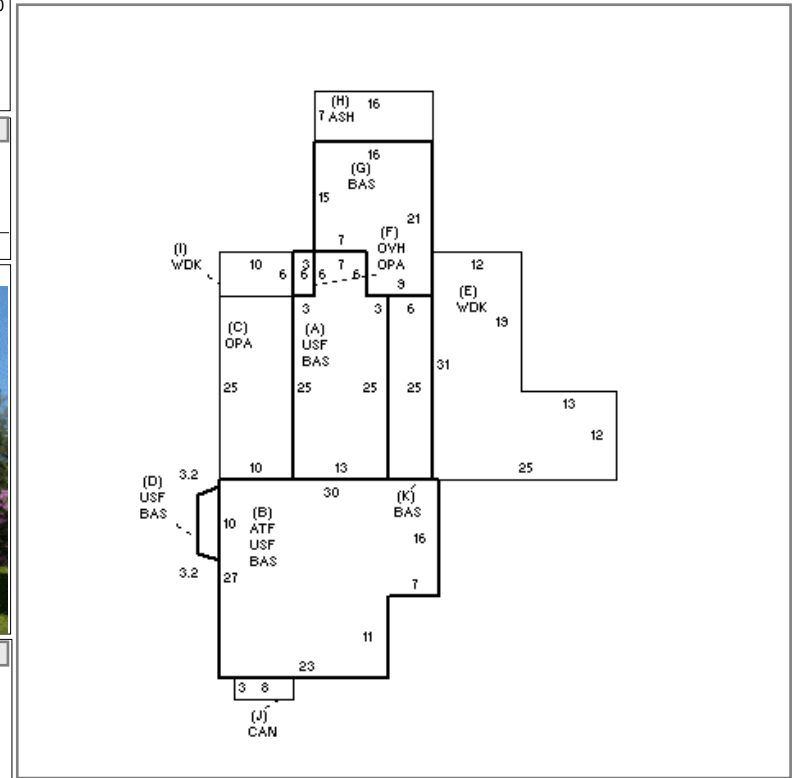 (H) 16
7 ASH
16
(G)
BAS
15
21
(F)
OVH
OPA
7
(I)
WDK
10
3
7
12
6
6
6
6
9
(E)
WDK
19
3
3
6
(C)
OPA
(A)
USF
BAS
31
25
25
25
25
13
12
10
13
25
3.2
30
(D)
USF
BAS
(K)
BAS
10
(B)
ATF
USF
BAS
16
3.2
27
7
11
23
3 8
(J)
CAN